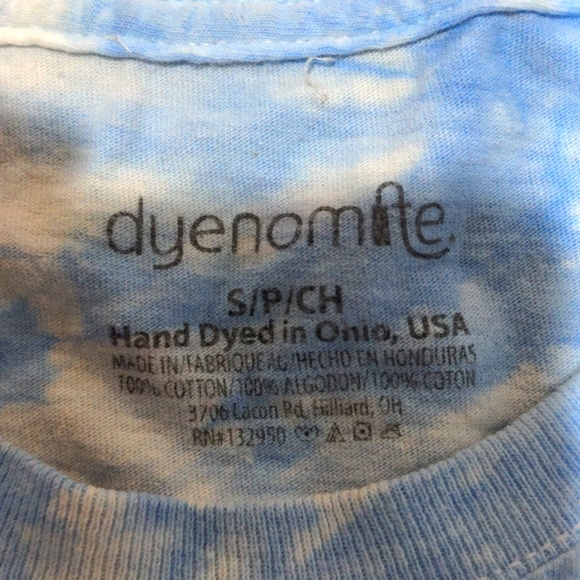 dyenomite
S/P/CH
Hand Dyed in Ohio, USA
MADE IN/FABRIQUE AU/HECHO EN HONDURAS
100% COTTON/100% ALGODON/100% COTON
3706 Lacon Rd, Hilliard, OH
RN#132950